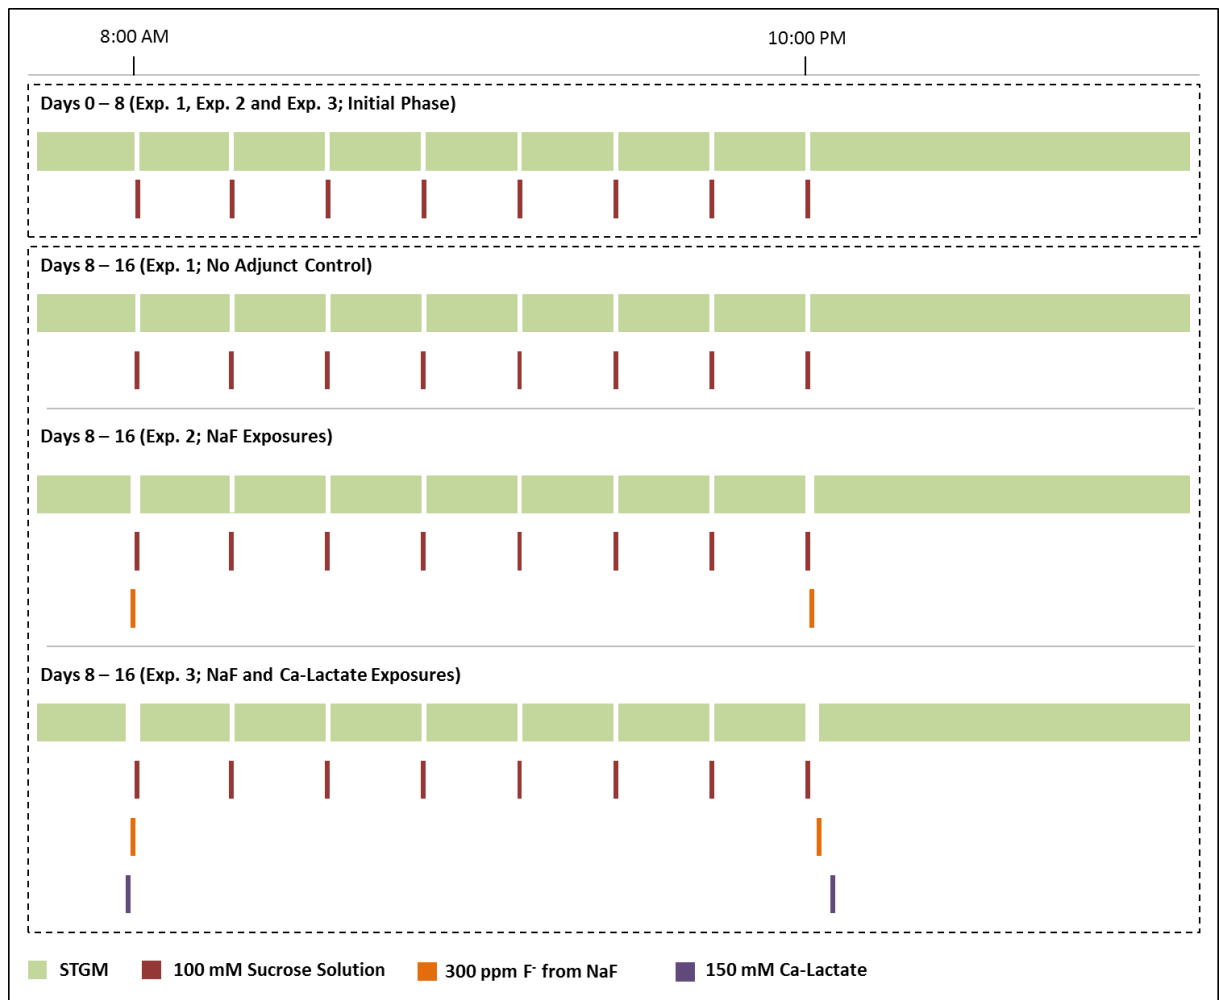 8:00 AM 10:00 PM
Days 0 – 8 (Exp. 1, Exp. 2 and Exp. 3; Initial Phase)
Days 8 – 16 (Exp. 1; No Adjunct Control)
Days 8 – 16 (Exp. 2; NaF Exposures)
Days 8 – 16 (Exp. 3; NaF and Ca-Lactate Exposures)
STGM 100 mM Sucrose Solution 300 ppm F⁻ from NaF 150 mM Ca-Lactate